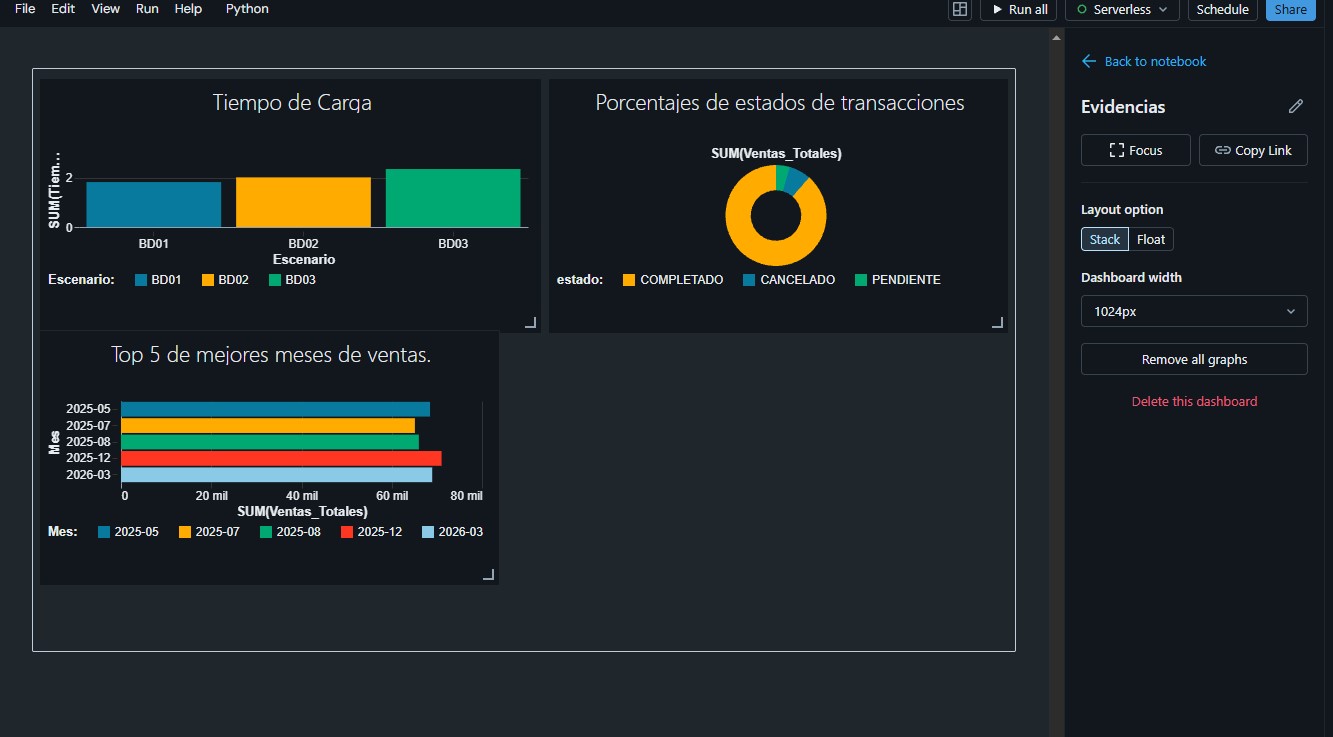 File Edit View Run Help Python Run all Serverless Schedule Share
Back to notebook
Evidencias
Focus Copy Link
Layout option
Stack Float
Dashboard width
1024px
Remove all graphs
Delete this dashboard
Tiempo de Carga
SUM(Tiem...
2
0
BD01 BD02 BD03
Escenario
Escenario: BD01 BD02 BD03
Porcentajes de estados de transacciones
SUM(Ventas_Totales)
estado: COMPLETADO CANCELADO PENDIENTE
Top 5 de mejores meses de ventas.
Mes
2025-05
2025-07
2025-08
2025-12
2026-03
0 20 mil 40 mil 60 mil 80 mil
SUM(Ventas_Totales)
Mes: 2025-05 2025-07 2025-08 2025-12 2026-03